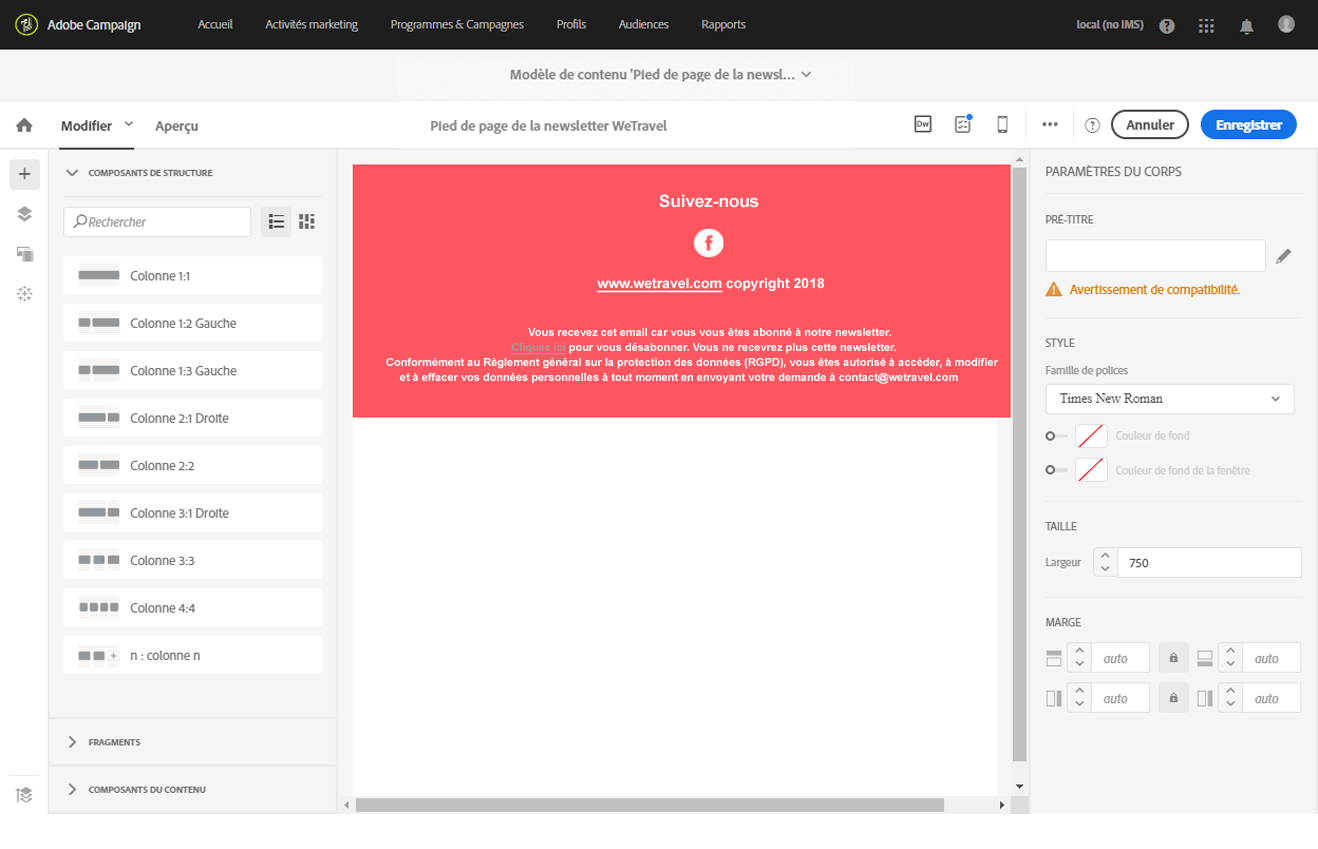 Adobe Campaign
Accueil
Activités marketing
Programmes & Campagnes
Profils
Audiences
Rapports
local (no IMS)
Modèle de contenu 'Pied de page de la newsl...
Modifier
Aperçu
Pied de page de la newsletter WeTravel
Dw
Annuler
Enregistrer
COMPOSANTS DE STRUCTURE
Rechercher
Colonne 1:1
Colonne 1:2 Gauche
Colonne 1:3 Gauche
Colonne 2:1 Droite
Colonne 2:2
Colonne 3:1 Droite
Colonne 3:3
Colonne 4:4
n : colonne n
FRAGMENTS
COMPOSANTS DU CONTENU
Suivez-nous
www.wetravel.com copyright 2018
Vous recevez cet email car vous vous êtes abonné à notre newsletter.
Cliquez ici pour vous désabonner. Vous ne recevrez plus cette newsletter.
Conformément au Règlement général sur la protection des données (RGPD), vous êtes autorisé à accéder, à modifier
et à effacer vos données personnelles à tout moment en envoyant votre demande à contact@wetravel.com
PARAMÈTRES DU CORPS
PRÉ-TITRE
Avertissement de compatibilité.
STYLE
Famille de polices
Times New Roman
Couleur de fond
Couleur de fond de la fenêtre
TAILLE
Largeur
750
MARGE
auto
auto
auto
auto